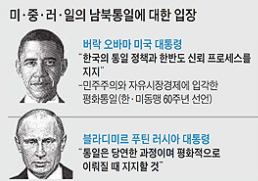 미·중·러·일의 남북통일에 대한 입장
버락 오바마 미국 대통령
"한국의 통일 정책과 한반도 신뢰 프로세스를
지지"
-민주주의와 자유시장경제에 입각한
평화통일(한·미동맹 60주년 선언)
블라디미르 푸틴 러시아 대통령
"통일은 당연한 과정이며 평화적으로
이뤄질 때 지지할 것"